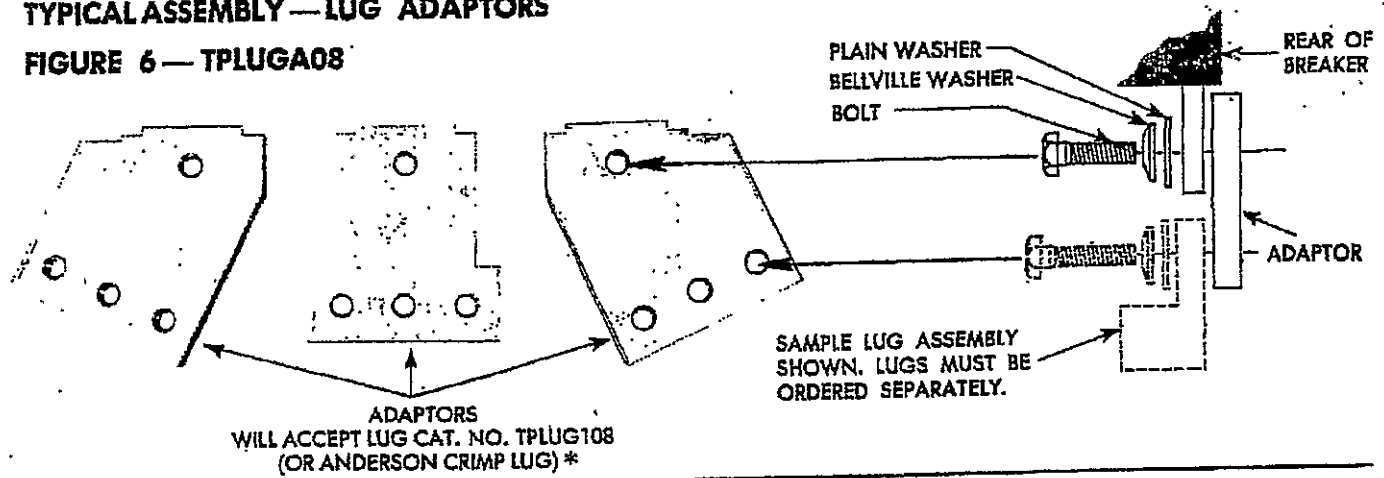 TYPICAL ASSEMBLY — LUG ADAPTORS
FIGURE 6 — TPLUGA08
PLAIN WASHER
BELLVILLE WASHER
BOLT
REAR OF
BREAKER
ADAPTOR
SAMPLE LUG ASSEMBLY
SHOWN. LUGS MUST BE
ORDERED SEPARATELY.
ADAPTORS
WILL ACCEPT LUG CAT. NO. TPLUG108
(OR ANDERSON CRIMP LUG) *